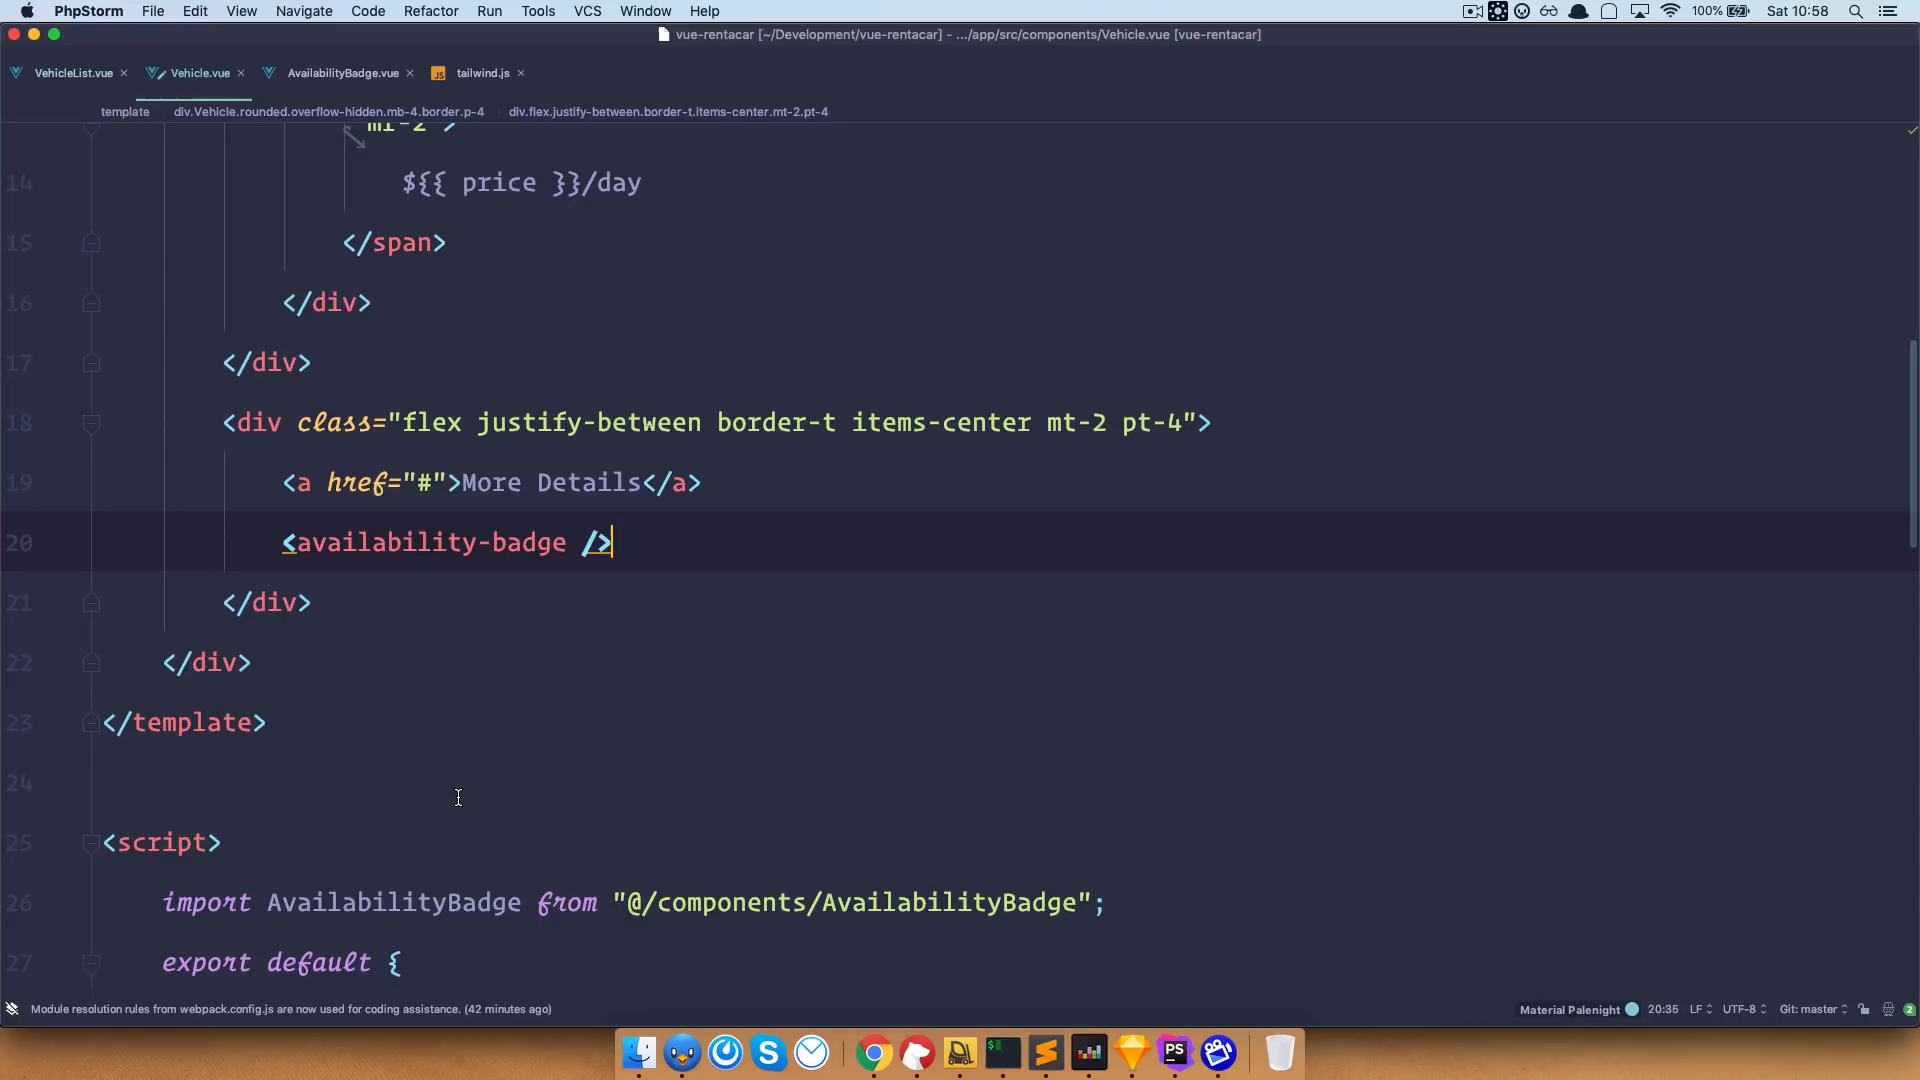 PhpStorm File Edit View Navigate Code Refactor Run Tools VCS Window Help 100% Sat 10:58
vue-rentacar [~/Development/vue-rentacar] - .../app/src/components/Vehicle.vue [vue-rentacar]
VehicleList.vue Vehicle.vue AvailabilityBadge.vue JS tailwind.js
template div.Vehicle.rounded.overflow-hidden.mb-4.border.p-4 div.flex.justify-between.border-t.items-center.mt-2.pt-4
14 ${{ price }}/day
15 </span>
16 </div>
17 </div>
18 <div class="flex justify-between border-t items-center mt-2 pt-4">
19 <a href="#">More Details</a>
20 <availability-badge />
21 </div>
22 </div>
23 </template>
24
25 <script>
26 import AvailabilityBadge from "@/components/AvailabilityBadge";
27 export default {
Module resolution rules from webpack.config.js are now used for coding assistance. (42 minutes ago) Material Palenight 20:35 LF UTF-8 Git: master 2
S $ PS